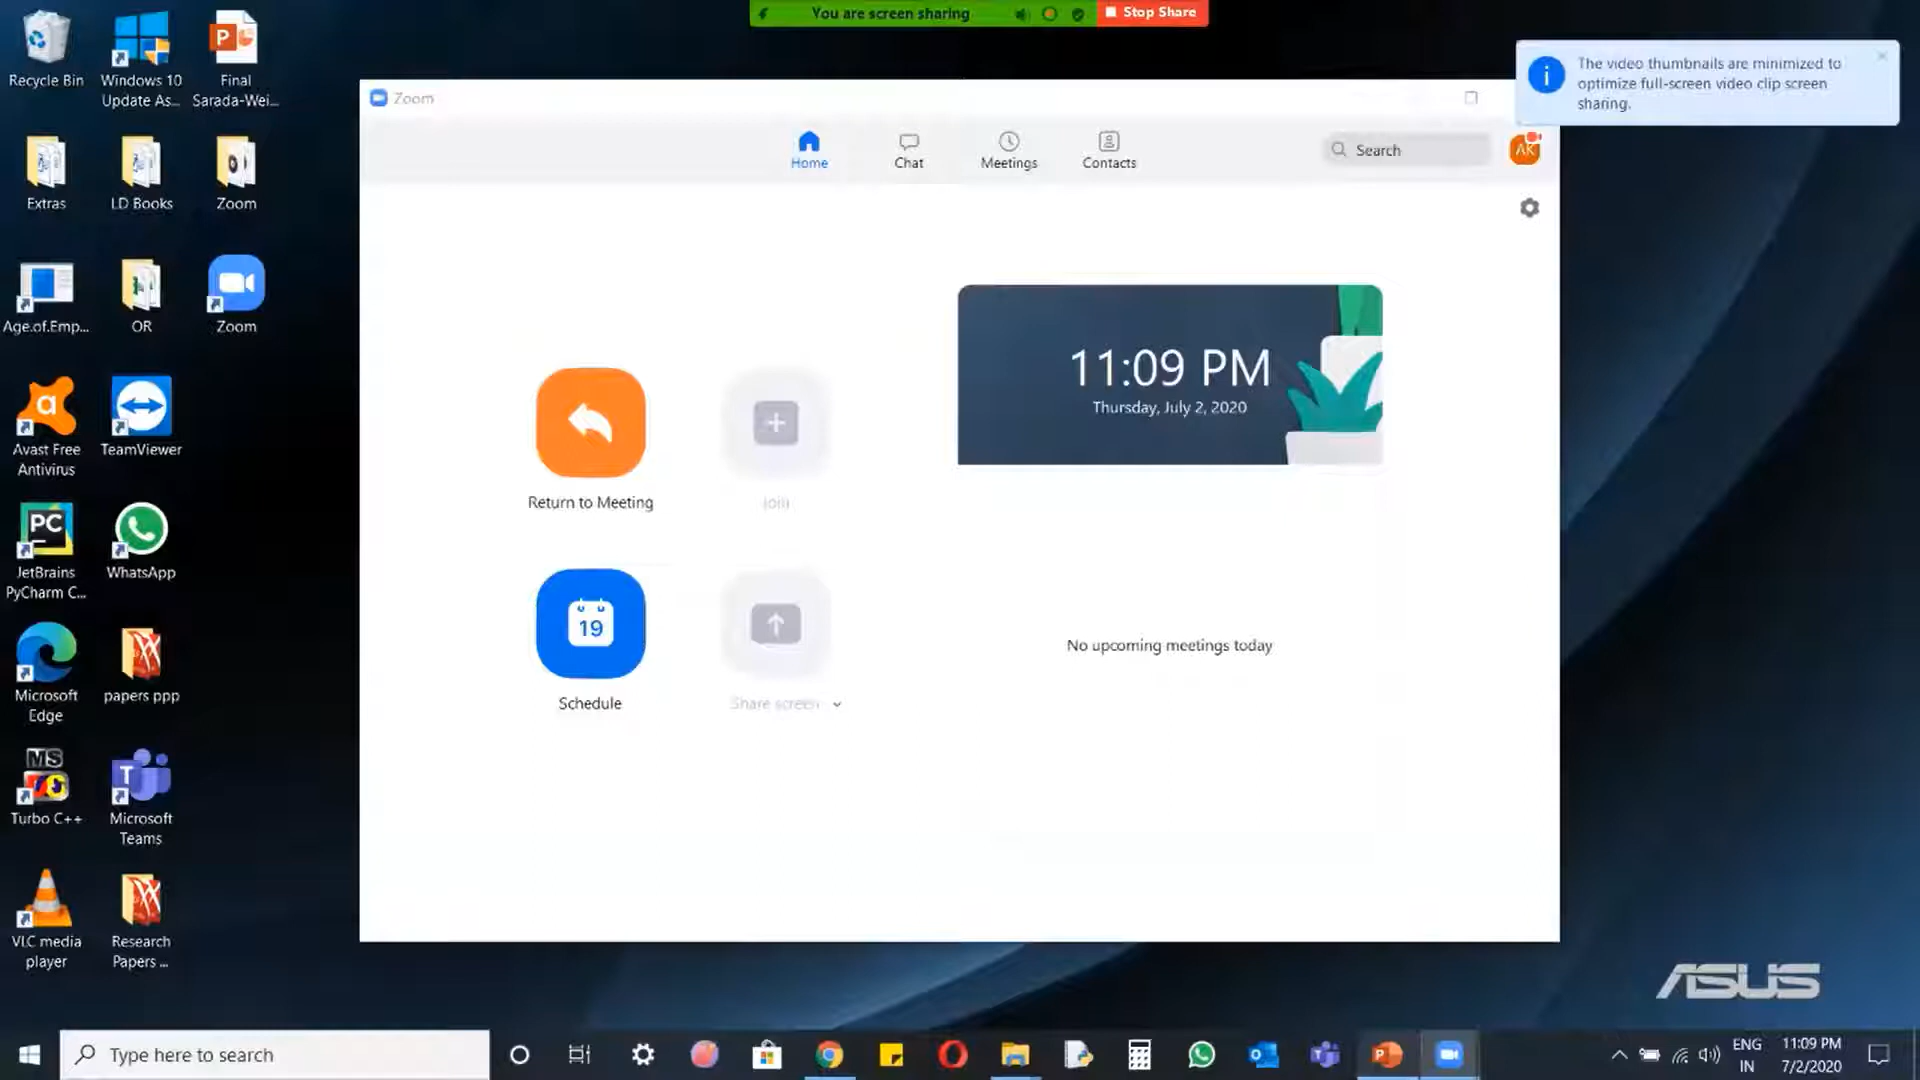 You are screen sharing
Stop Share
The video thumbnails are minimized to
optimize full-screen video clip screen
sharing.
Recycle Bin
Windows 10
Update As...
Final
Sarada-Wei...
Extras
LD Books
Zoom
Age.of.Emp...
OR
Zoom
Avast Free
Antivirus
TeamViewer
PC
JetBrains
PyCharm C...
WhatsApp
Microsoft
Edge
papers ppp
MS
Turbo C++
Microsoft
Teams
VLC media
player
Research
Papers ...
Zoom
Home
Chat
Meetings
Contacts
Search
AK
11:09 PM
Thursday, July 2, 2020
Return to Meeting
Join
19
Schedule
Share screen
No upcoming meetings today
ASUS
Type here to search
ENG
IN
11:09 PM
7/2/2020